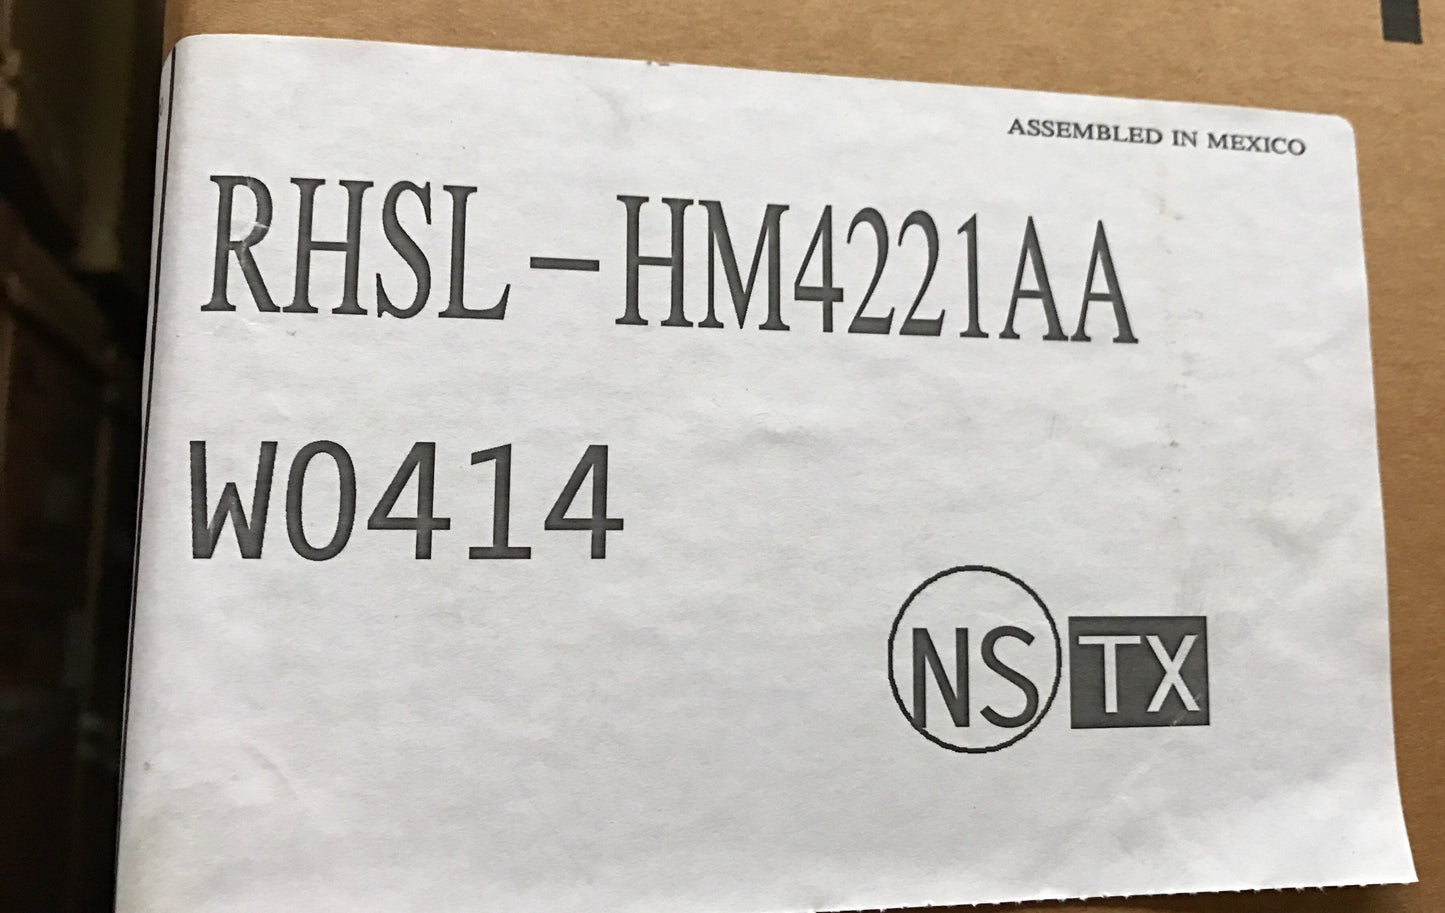 ASSEMBLED IN MEXICO
RHSL-HM4221AA
W0414
NS TX